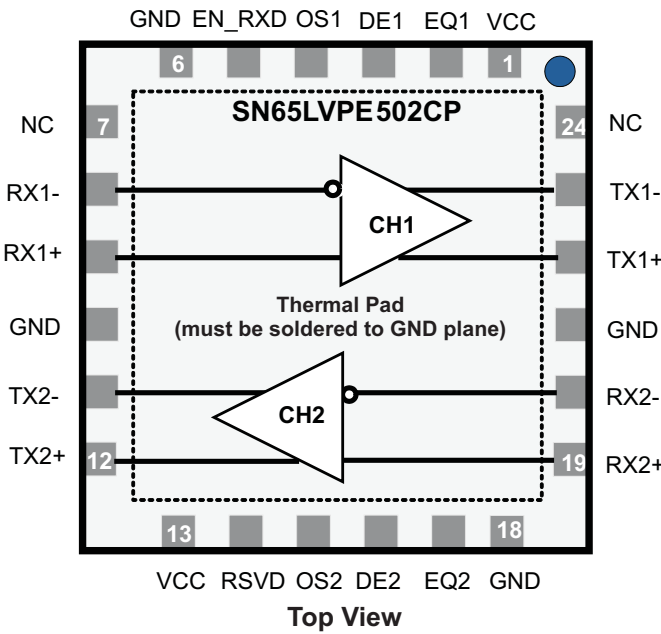 GND EN_RXD OS1 DE1 EQ1 VCC
6 1
SN65LVPE502CP
NC 7 24 NC
RX1- TX1-
CH1
RX1+ TX1+
Thermal Pad
GND (must be soldered to GND plane) GND
TX2- RX2-
CH2
TX2+ 12 19 RX2+
13 18
VCC RSVD OS2 DE2 EQ2 GND
Top View